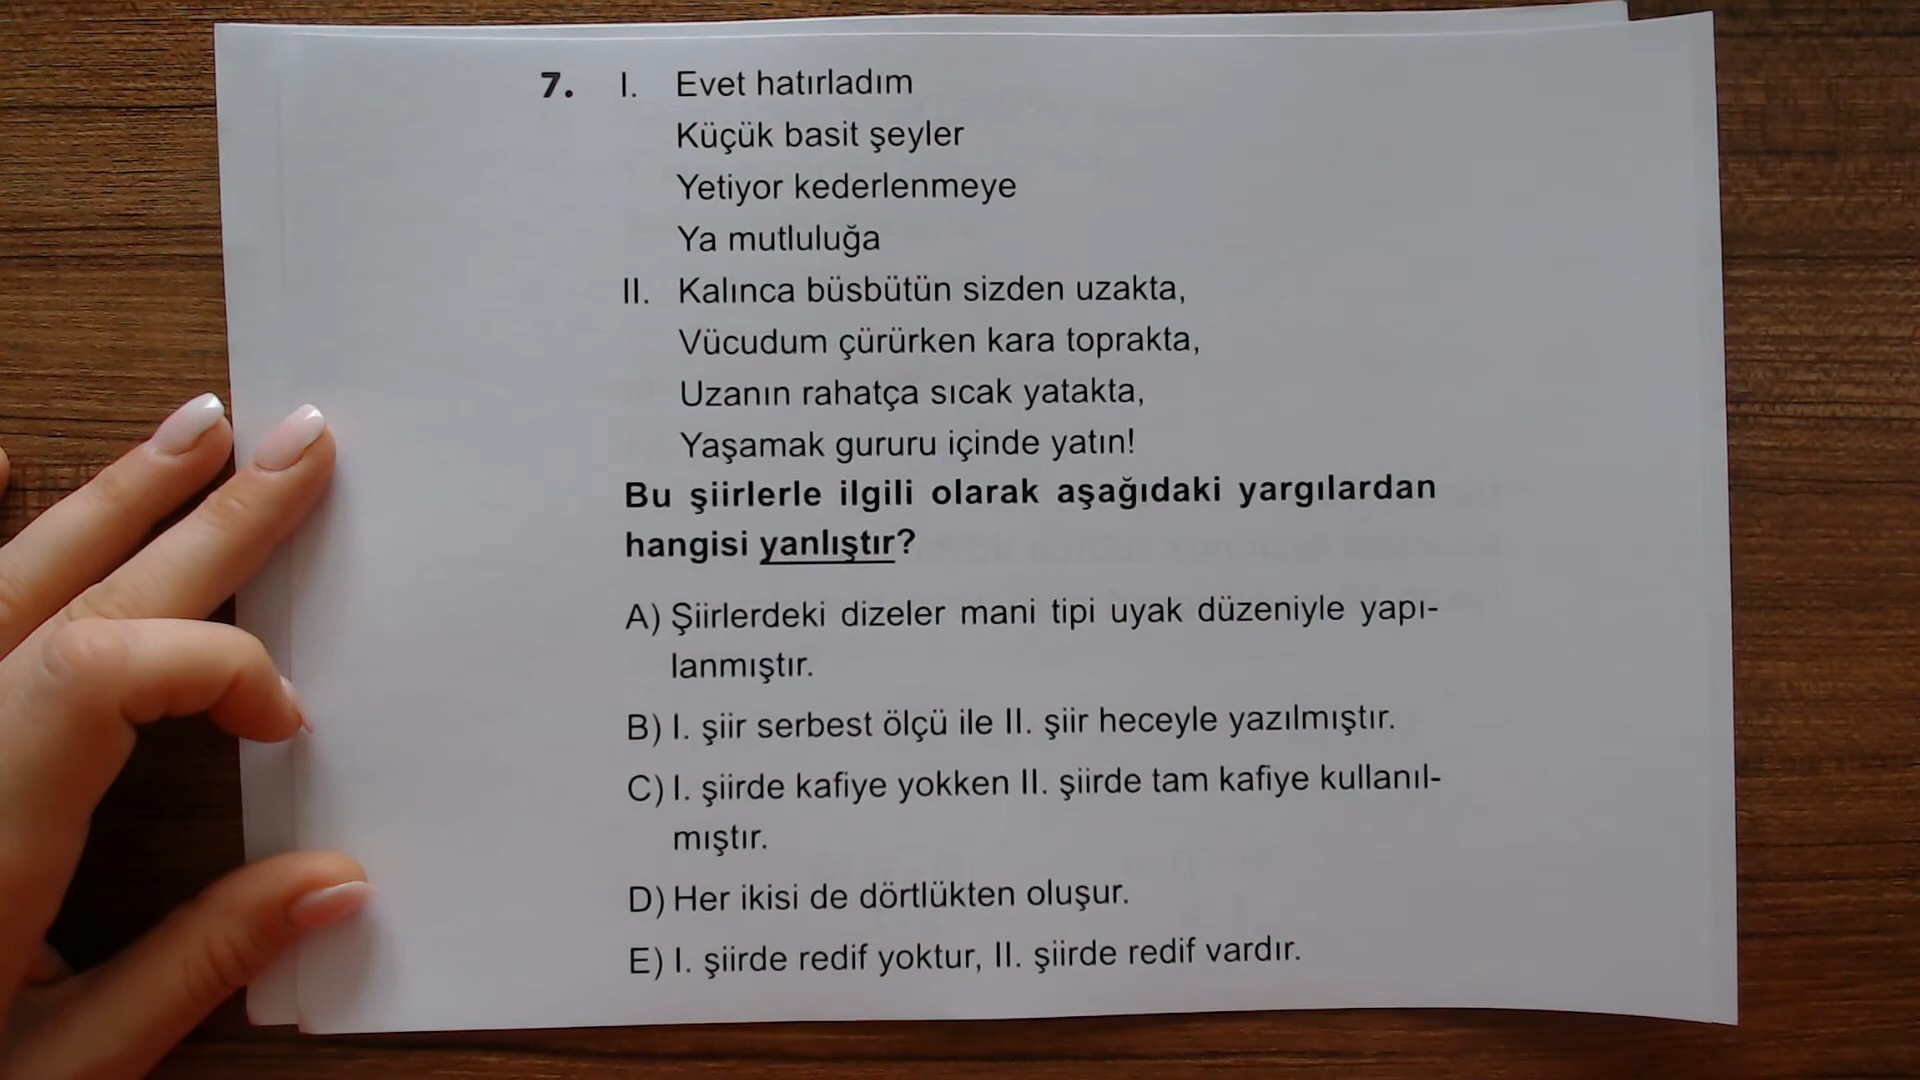 7. I. Evet hatırladım
Küçük basit şeyler
Yetiyor kederlenmeye
Ya mutluluğa
II. Kalınca büsbütün sizden uzakta,
Vücudum çürürken kara toprakta,
Uzanın rahatça sıcak yatakta,
Yaşamak gururu içinde yatın!
Bu şiirlerle ilgili olarak aşağıdaki yargılardan
hangisi yanlıştır?
A) Şiirlerdeki dizeler mani tipi uyak düzeniyle yapı-
lanmıştır.
B) I. şiir serbest ölçü ile II. şiir heceyle yazılmıştır.
C) I. şiirde kafiye yokken II. şiirde tam kafiye kullanıl-
mıştır.
D) Her ikisi de dörtlükten oluşur.
E) I. şiirde redif yoktur, II. şiirde redif vardır.